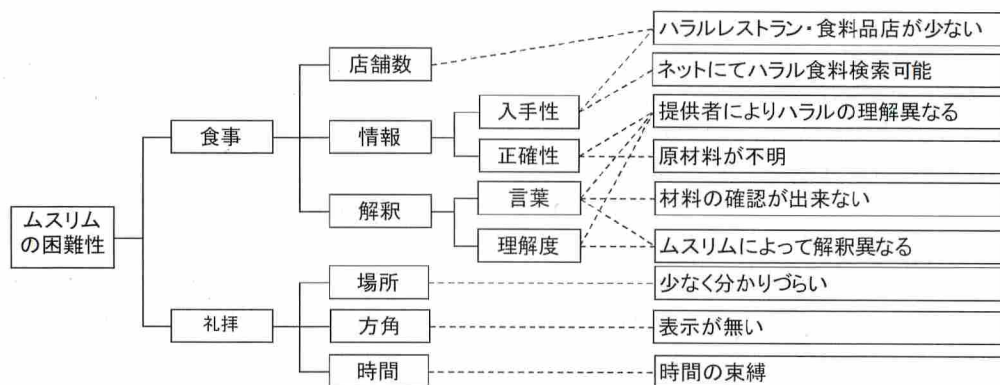 ムスリム
の困難性
食事
礼拝
店舗数
情報
解釈
場所
方角
時間
入手性
正確性
言葉
理解度
ハラルレストラン・食料品店が少ない
ネットにてハラル食料検索可能
提供者によりハラルの理解異なる
原材料が不明
材料の確認が出来ない
ムスリムによって解釈異なる
少なく分かりづらい
表示が無い
時間の束縛